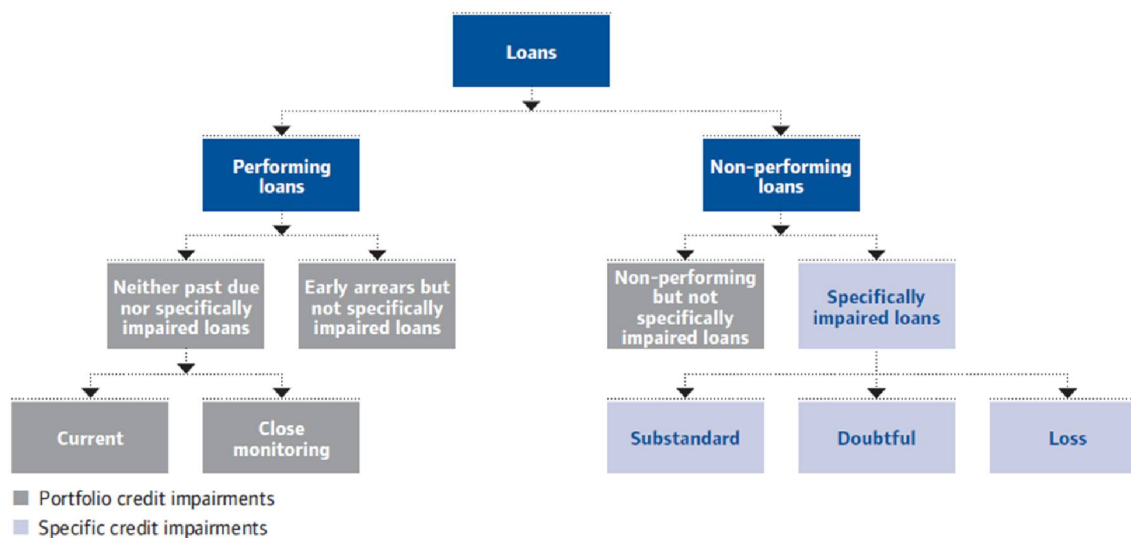 Loans
Performing
loans
Non-performing
loans
Neither past due
nor specifically
impaired loans
Early arrears but
not specifically
impaired loans
Non-performing
but not
specifically
impaired loans
Specifically
impaired loans
Current
Close
monitoring
Substandard
Doubtful
Loss
Portfolio credit impairments
Specific credit impairments